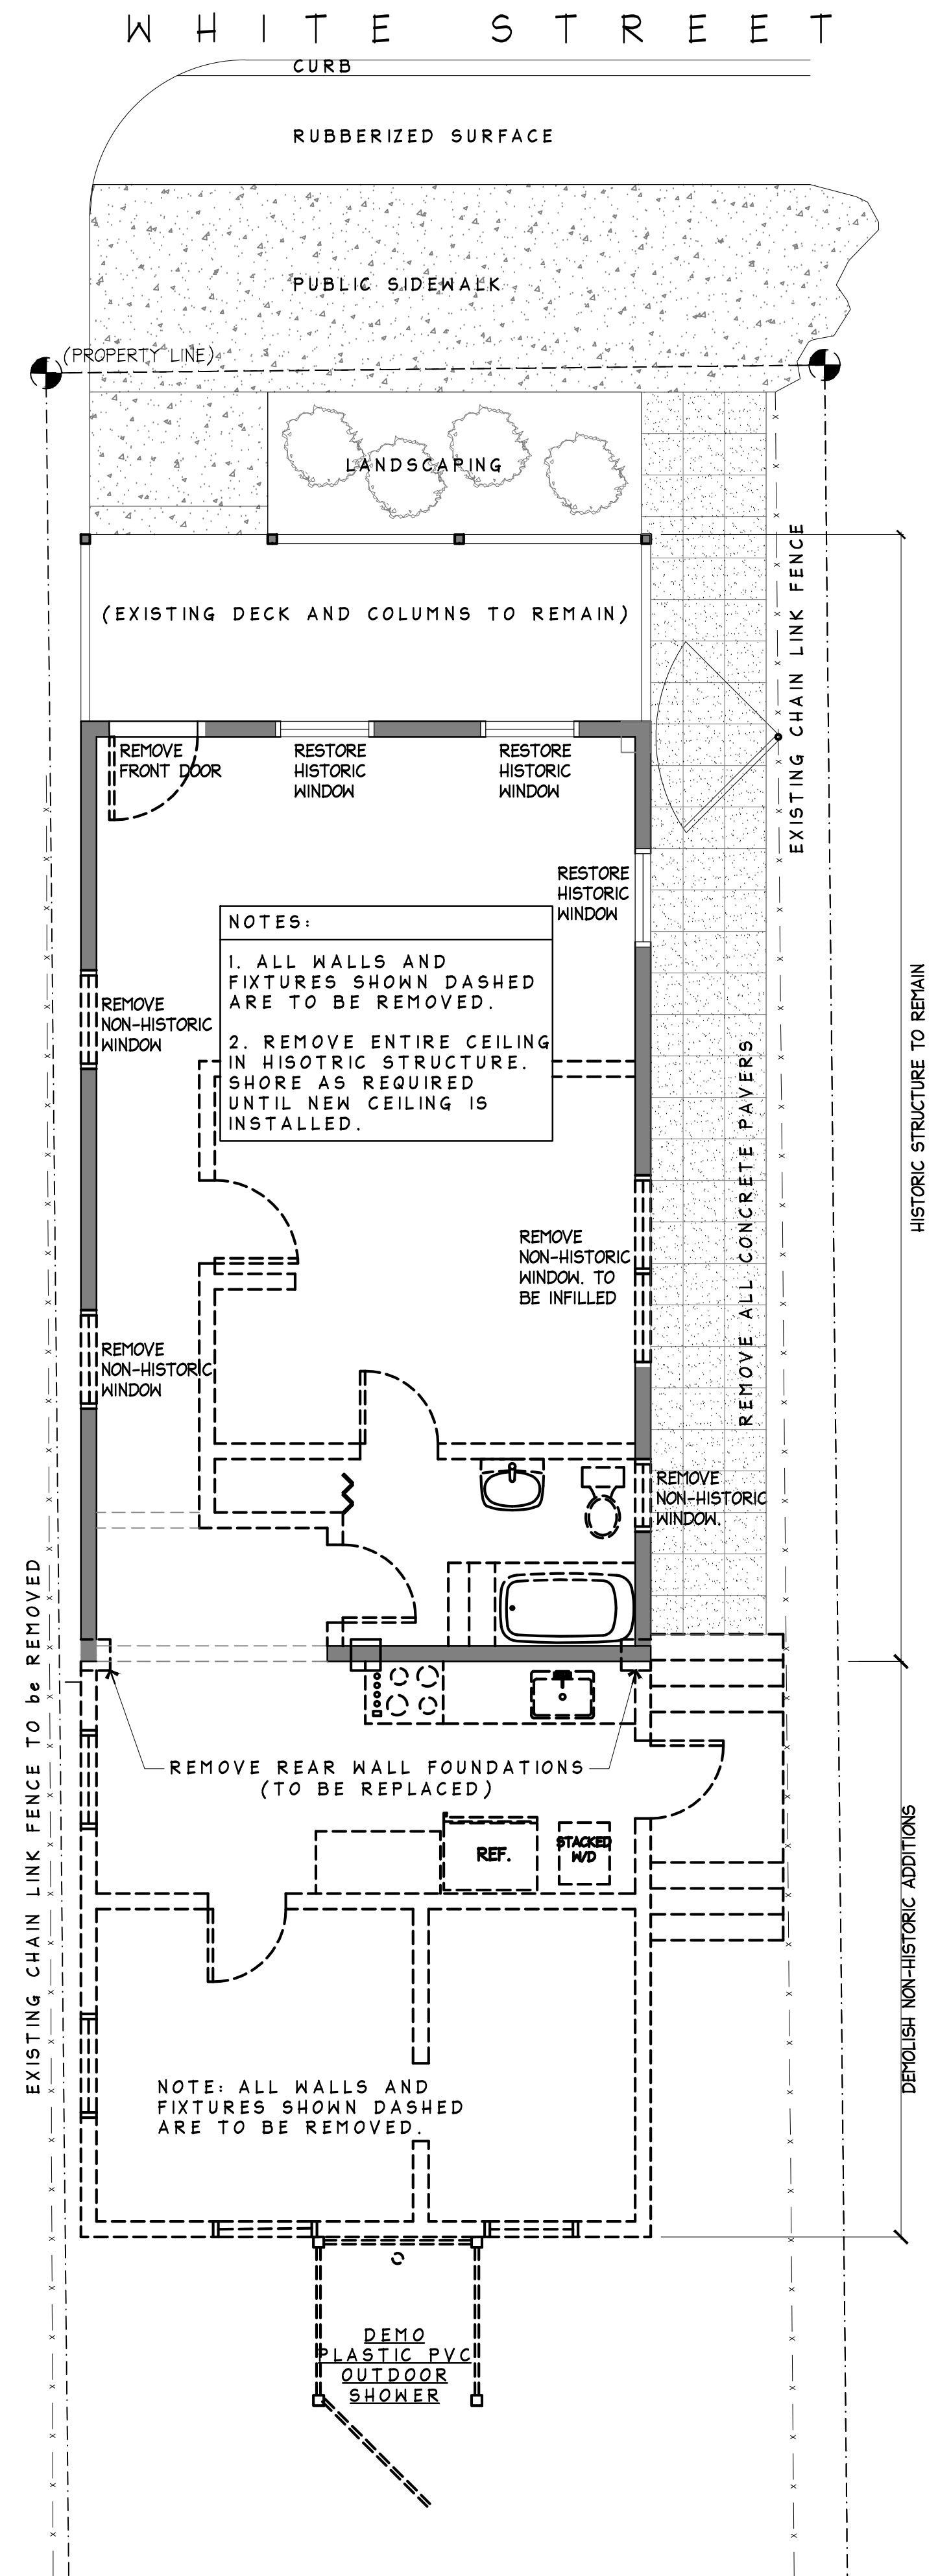 WHITE STREET
CURB
RUBBERIZED SURFACE
PUBLIC SIDEWALK
(PROPERTY LINE)
LANDSCAPING
EXISTING CHAIN LINK FENCE
(EXISTING DECK AND COLUMNS TO REMAIN)
REMOVE
FRONT DOOR
RESTORE
HISTORIC
WINDOW
RESTORE
HISTORIC
WINDOW
RESTORE
HISTORIC
WINDOW
NOTES:
1. ALL WALLS AND
FIXTURES SHOWN DASHED
ARE TO BE REMOVED.
2. REMOVE ENTIRE CEILING
IN HISOTRIC STRUCTURE.
SHORE AS REQUIRED
UNTIL NEW CEILING IS
INSTALLED.
REMOVE
NON-HISTORIC
WINDOW
HISTORIC STRUCTURE TO REMAIN
REMOVE ALL CONCRETE PAVERS
REMOVE
NON-HISTORIC
WINDOW. TO
BE INFILLED
REMOVE
NON-HISTORIC
WINDOW
REMOVE
NON-HISTORIC
WINDOW.
EXISTING CHAIN LINK FENCE TO be REMOVED
REMOVE REAR WALL FOUNDATIONS
(TO BE REPLACED)
REF.
STACKED
W/D
DEMOLISH NON-HISTORIC ADDITIONS
NOTE: ALL WALLS AND
FIXTURES SHOWN DASHED
ARE TO BE REMOVED.
DEMO
PLASTIC PVC
OUTDOOR
SHOWER